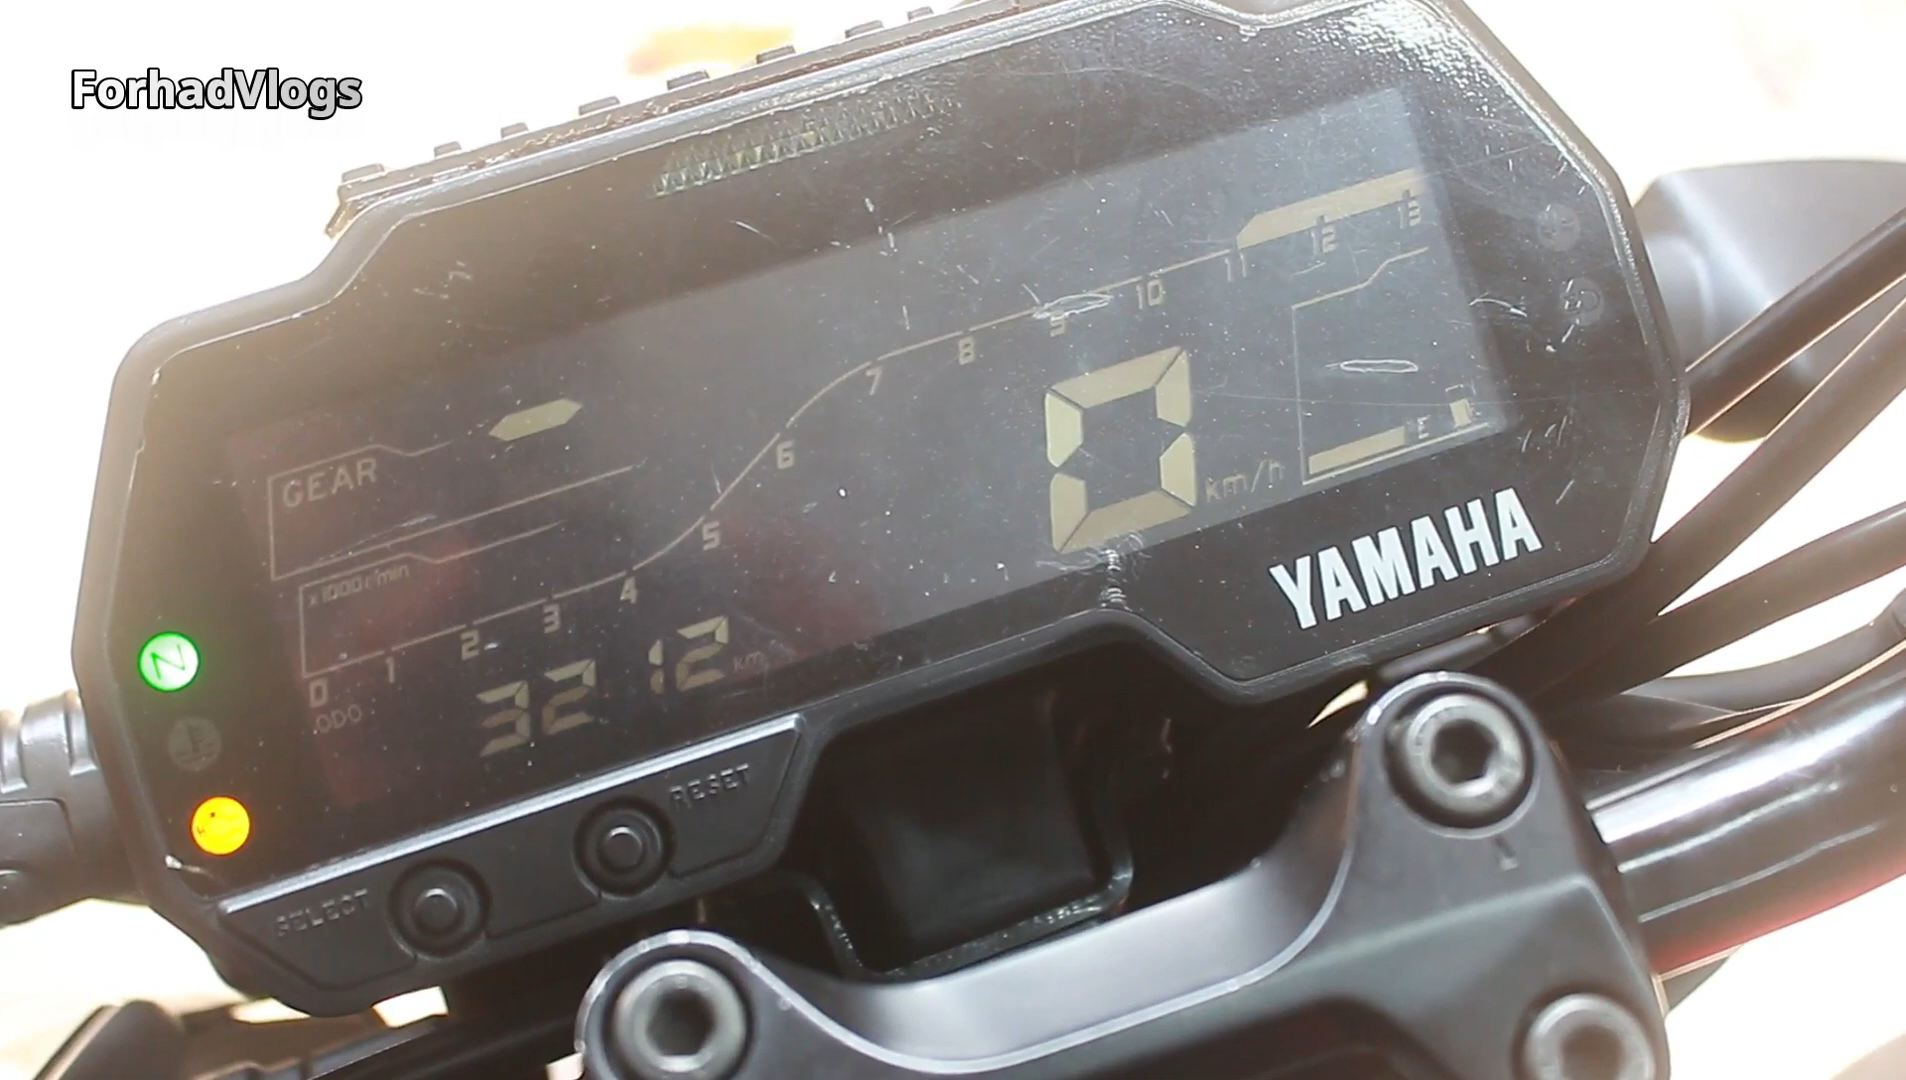 ForhadVlogs
GEAR
x1000r/min
0 1 2 3 4 5 6 7 8 9 10 11 12 13
0 km/h
E
YAMAHA
N
ODO
3212 km
SELECT
RESET